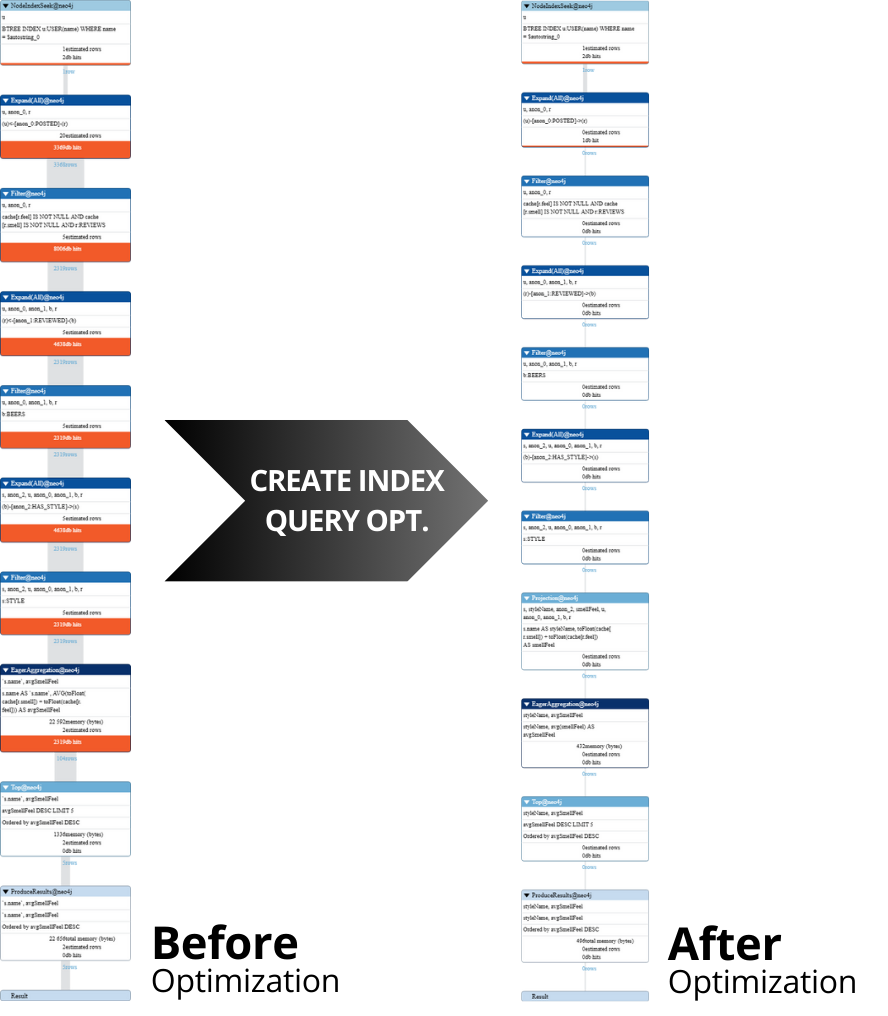 NodeIndexSeek@neo4j
u
BTREE INDEX u:USER(name) WHERE name
= $autostring_0
1estimated rows
2db hits
1row
Expand(All)@neo4j
u, anon_0, r
(u)<-[anon_0:POSTED]-(r)
20estimated rows
3389db hits
3388rows
Filter@neo4j
u, anon_0, r
cache[r.feel] IS NOT NULL AND cache
[r.smell] IS NOT NULL AND r:REVIEWS
5estimated rows
8006db hits
2319rows
Expand(All)@neo4j
u, anon_0, anon_1, b, r
(r)<-[anon_1:REVIEWED]-(b)
5estimated rows
4638db hits
2319rows
Filter@neo4j
u, anon_0, anon_1, b, r
b:BEERS
5estimated rows
2319db hits
2319rows
Expand(All)@neo4j
s, anon_2, u, anon_0, anon_1, b, r
(b)-[anon_2:HAS_STYLE]->(s)
5estimated rows
4638db hits
2319rows
Filter@neo4j
s, anon_2, u, anon_0, anon_1, b, r
s:STYLE
5estimated rows
2319db hits
2319rows
EagerAggregation@neo4j
`s.name`, avgSmellFeel
s.name AS `s.name`, AVG(toFloat(
cache[r.smell]) + toFloat(cache[r.
feel])) AS avgSmellFeel
22 592memory (bytes)
2estimated rows
2319db hits
104rows
Top@neo4j
`s.name`, avgSmellFeel
avgSmellFeel DESC LIMIT 5
Ordered by avgSmellFeel DESC
1336memory (bytes)
2estimated rows
0db hits
5rows
ProduceResults@neo4j
`s.name`, avgSmellFeel
`s.name`, avgSmellFeel
Ordered by avgSmellFeel DESC
22 656total memory (bytes)
2estimated rows
0db hits
5rows
Result
Before
Optimization
CREATE INDEX
QUERY OPT.
NodeIndexSeek@neo4j
u
BTREE INDEX u:USER(name) WHERE name
= $autostring_0
1estimated rows
2db hits
1row
Expand(All)@neo4j
u, anon_0, r
(u)-[anon_0:POSTED]->(r)
0estimated rows
1db hit
0rows
Filter@neo4j
u, anon_0, r
cache[r.feel] IS NOT NULL AND cache
[r.smell] IS NOT NULL AND r:REVIEWS
0estimated rows
0db hits
0rows
Expand(All)@neo4j
u, anon_0, anon_1, b, r
(r)-[anon_1:REVIEWED]->(b)
0estimated rows
0db hits
0rows
Filter@neo4j
u, anon_0, anon_1, b, r
b:BEERS
0estimated rows
0db hits
0rows
Expand(All)@neo4j
s, anon_2, u, anon_0, anon_1, b, r
(b)-[anon_2:HAS_STYLE]->(s)
0estimated rows
0db hits
0rows
Filter@neo4j
s, anon_2, u, anon_0, anon_1, b, r
s:STYLE
0estimated rows
0db hits
0rows
Projection@neo4j
s, styleName, anon_2, smellFeel, u,
anon_0, anon_1, b, r
s.name AS styleName, toFloat(cache[
r.smell]) + toFloat(cache[r.feel])
AS smellFeel
0estimated rows
0db hits
0rows
EagerAggregation@neo4j
styleName, avgSmellFeel
styleName, avg(smellFeel) AS
avgSmellFeel
432memory (bytes)
0estimated rows
0db hits
0rows
Top@neo4j
styleName, avgSmellFeel
avgSmellFeel DESC LIMIT 5
Ordered by avgSmellFeel DESC
0estimated rows
0db hits
0rows
ProduceResults@neo4j
styleName, avgSmellFeel
styleName, avgSmellFeel
Ordered by avgSmellFeel DESC
496total memory (bytes)
0estimated rows
0db hits
0rows
Result
After
Optimization